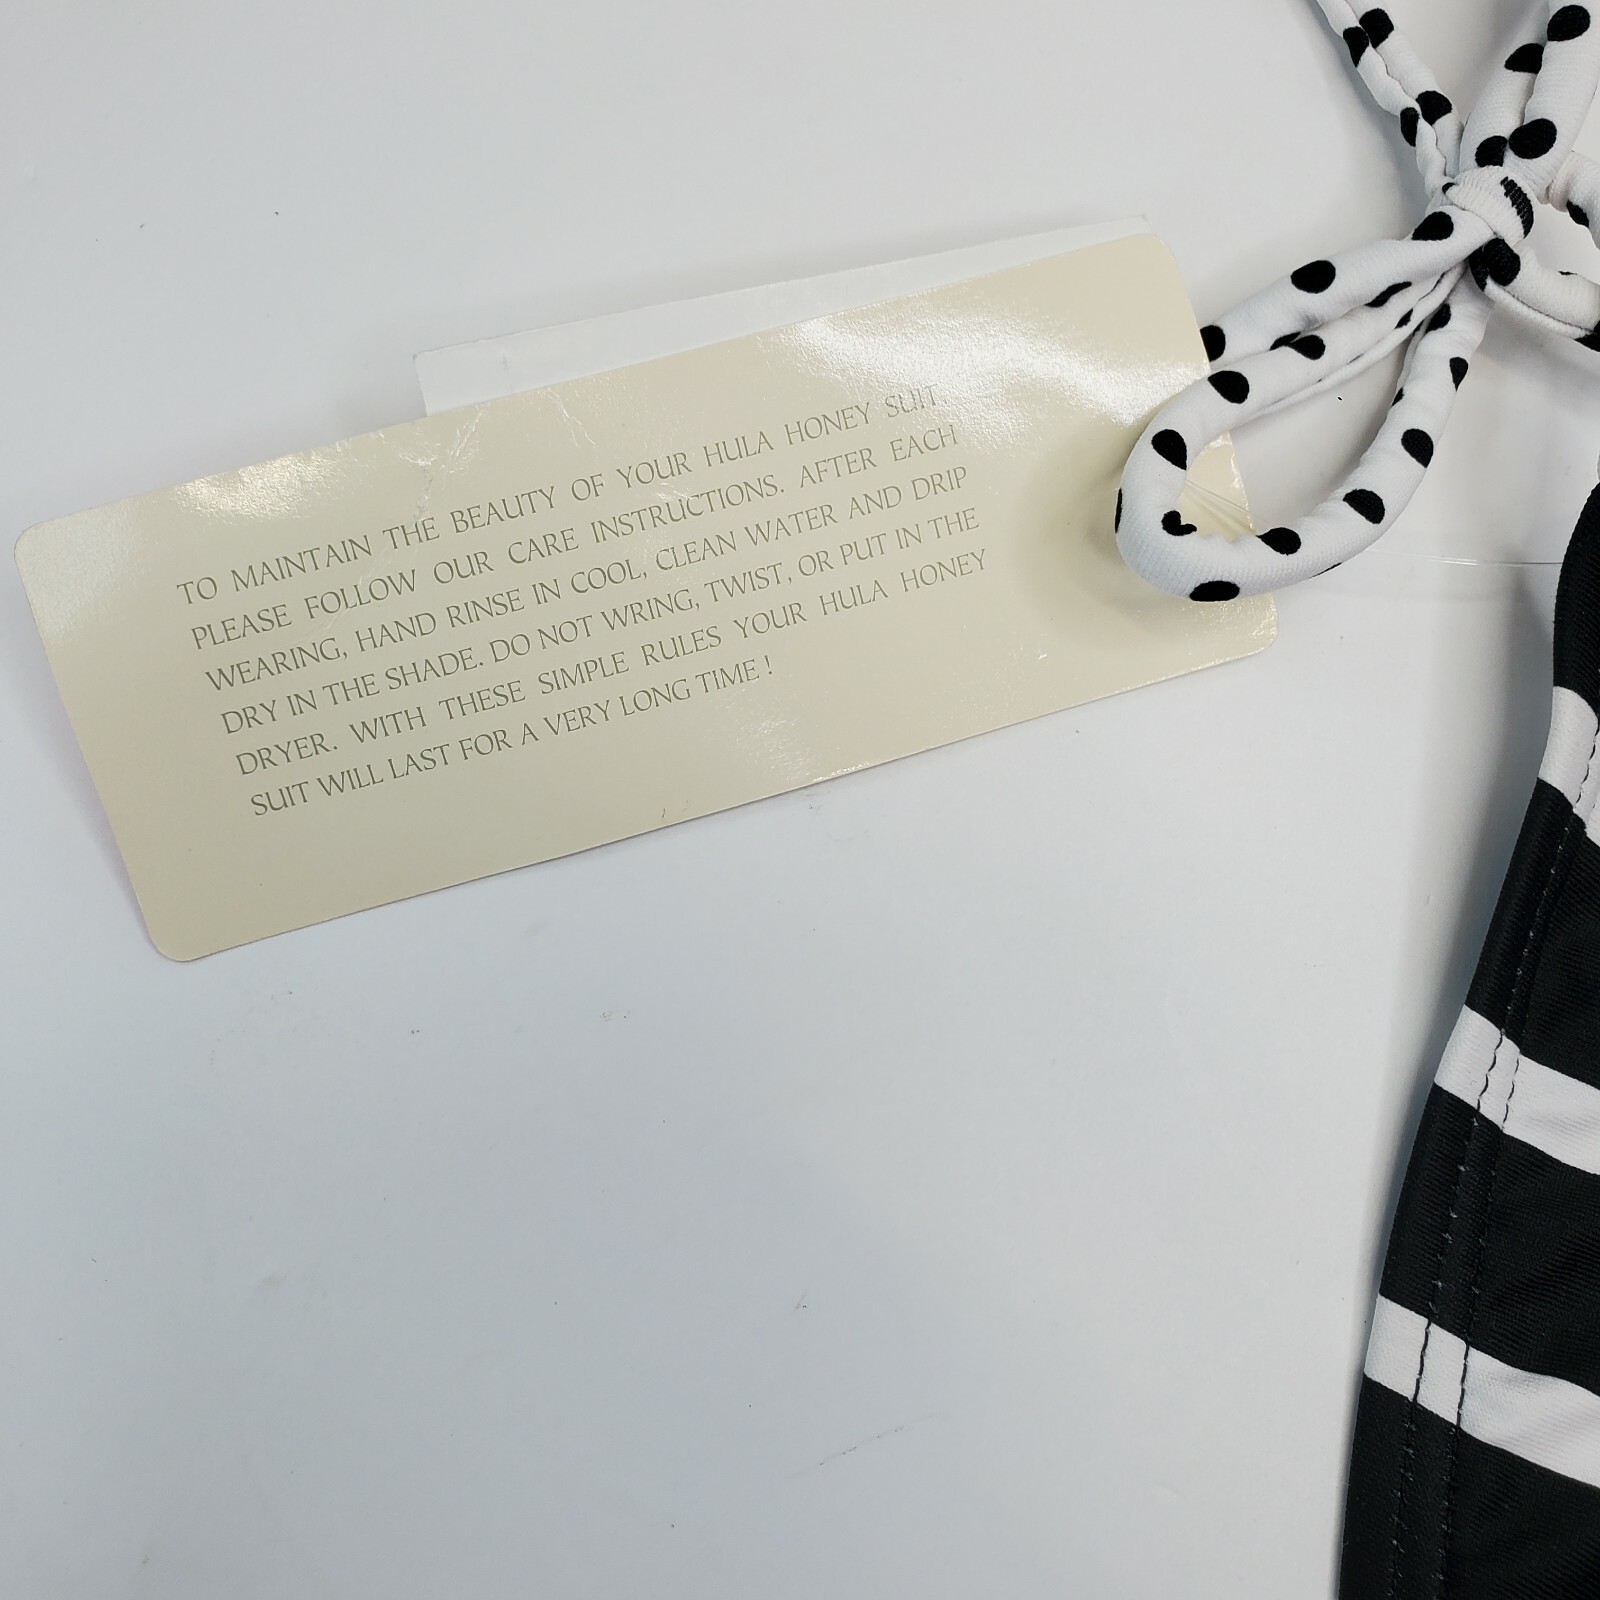 TO MAINTAIN THE BEAUTY OF YOUR HULA HONEY SUIT,
PLEASE FOLLOW OUR CARE INSTRUCTIONS. AFTER EACH
WEARING, HAND RINSE IN COOL, CLEAN WATER AND DRIP
DRY IN THE SHADE. DO NOT WRING, TWIST, OR PUT IN THE
DRYER. WITH THESE SIMPLE RULES YOUR HULA HONEY
SUIT WILL LAST FOR A VERY LONG TIME !